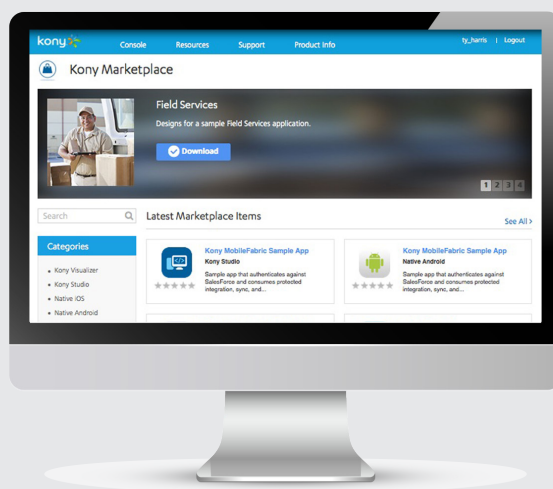 kony
Console
Resources
Support
Product Info
ty_harris | Logout
Kony Marketplace
Field Services
Designs for a sample Field Services application.
Download
1 2 3 4
Search
Latest Marketplace Items
See All >
Categories
• Kony Visualizer
• Kony Studio
• Native iOS
• Native Android
Kony MobileFabric Sample App
Kony Studio
Sample app that authenticates against
SalesForce and consumes protected
integration, sync, and...
Kony MobileFabric Sample App
Native Android
Sample app that authenticates against
SalesForce and consumes protected
integration, sync, and...